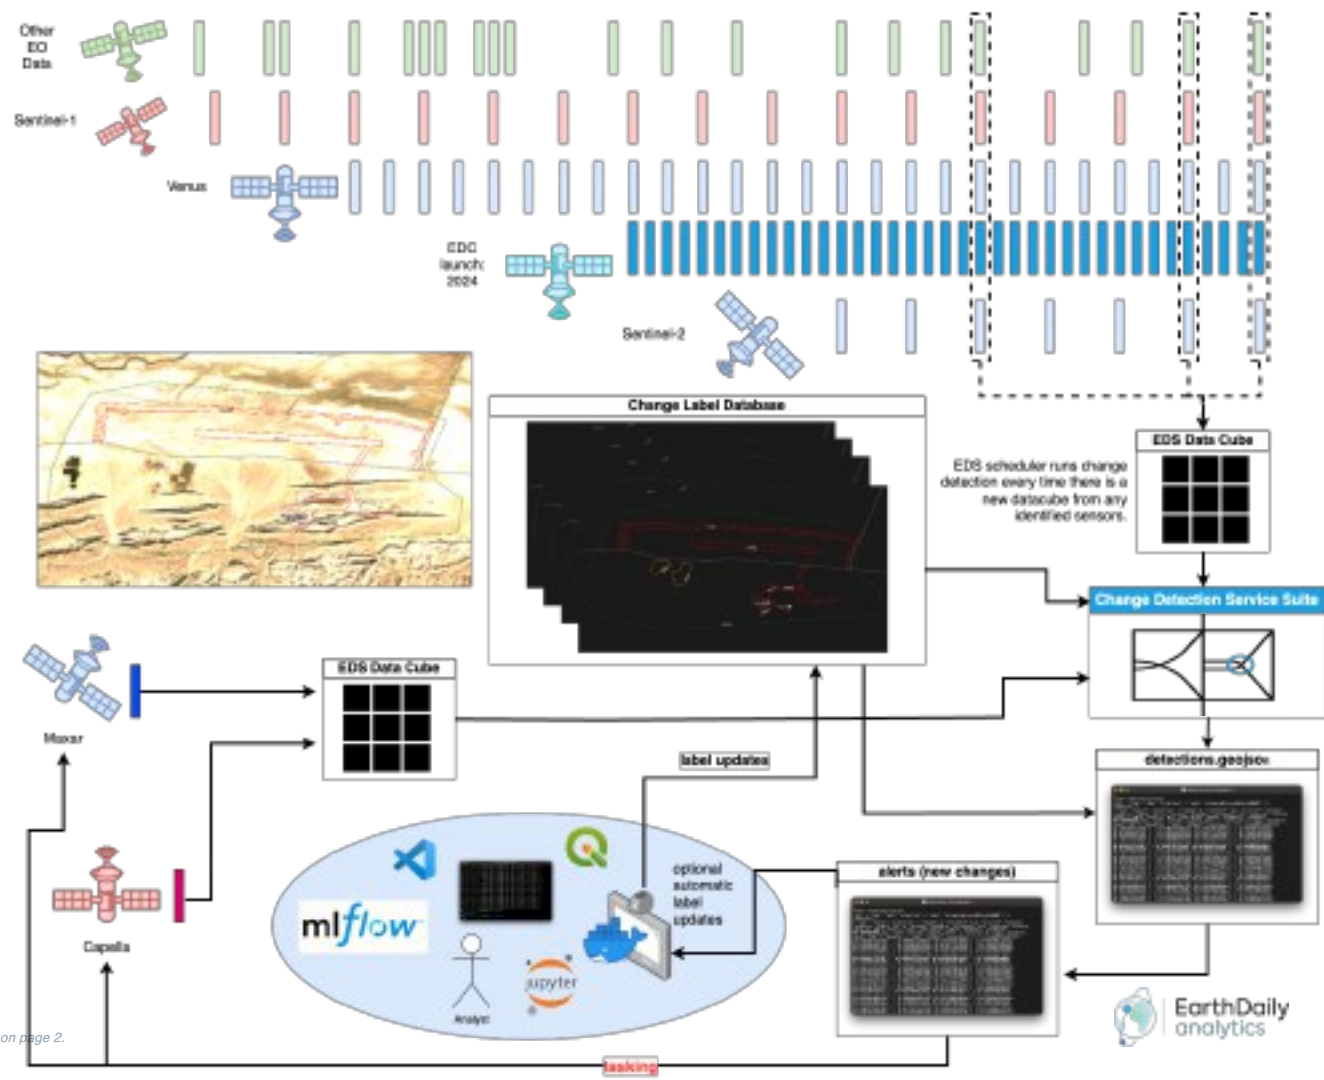 Other
EO
Data
Sentinel-1
Venus
EDC
launch:
2024
Sentinel-2
Change Label Database
EDS Data Cube
EDS scheduler runs change
detection every time there is a
new datacube from any
identified sensors.
Change Detection Service Suite
EDS Data Cube
Maxar
label updates
detections.geojson
optional
automatic
label
updates
alerts (new changes)
mlflow
Capella
jupyter
Analyst
EarthDaily
analytics
on page 2.
tasking